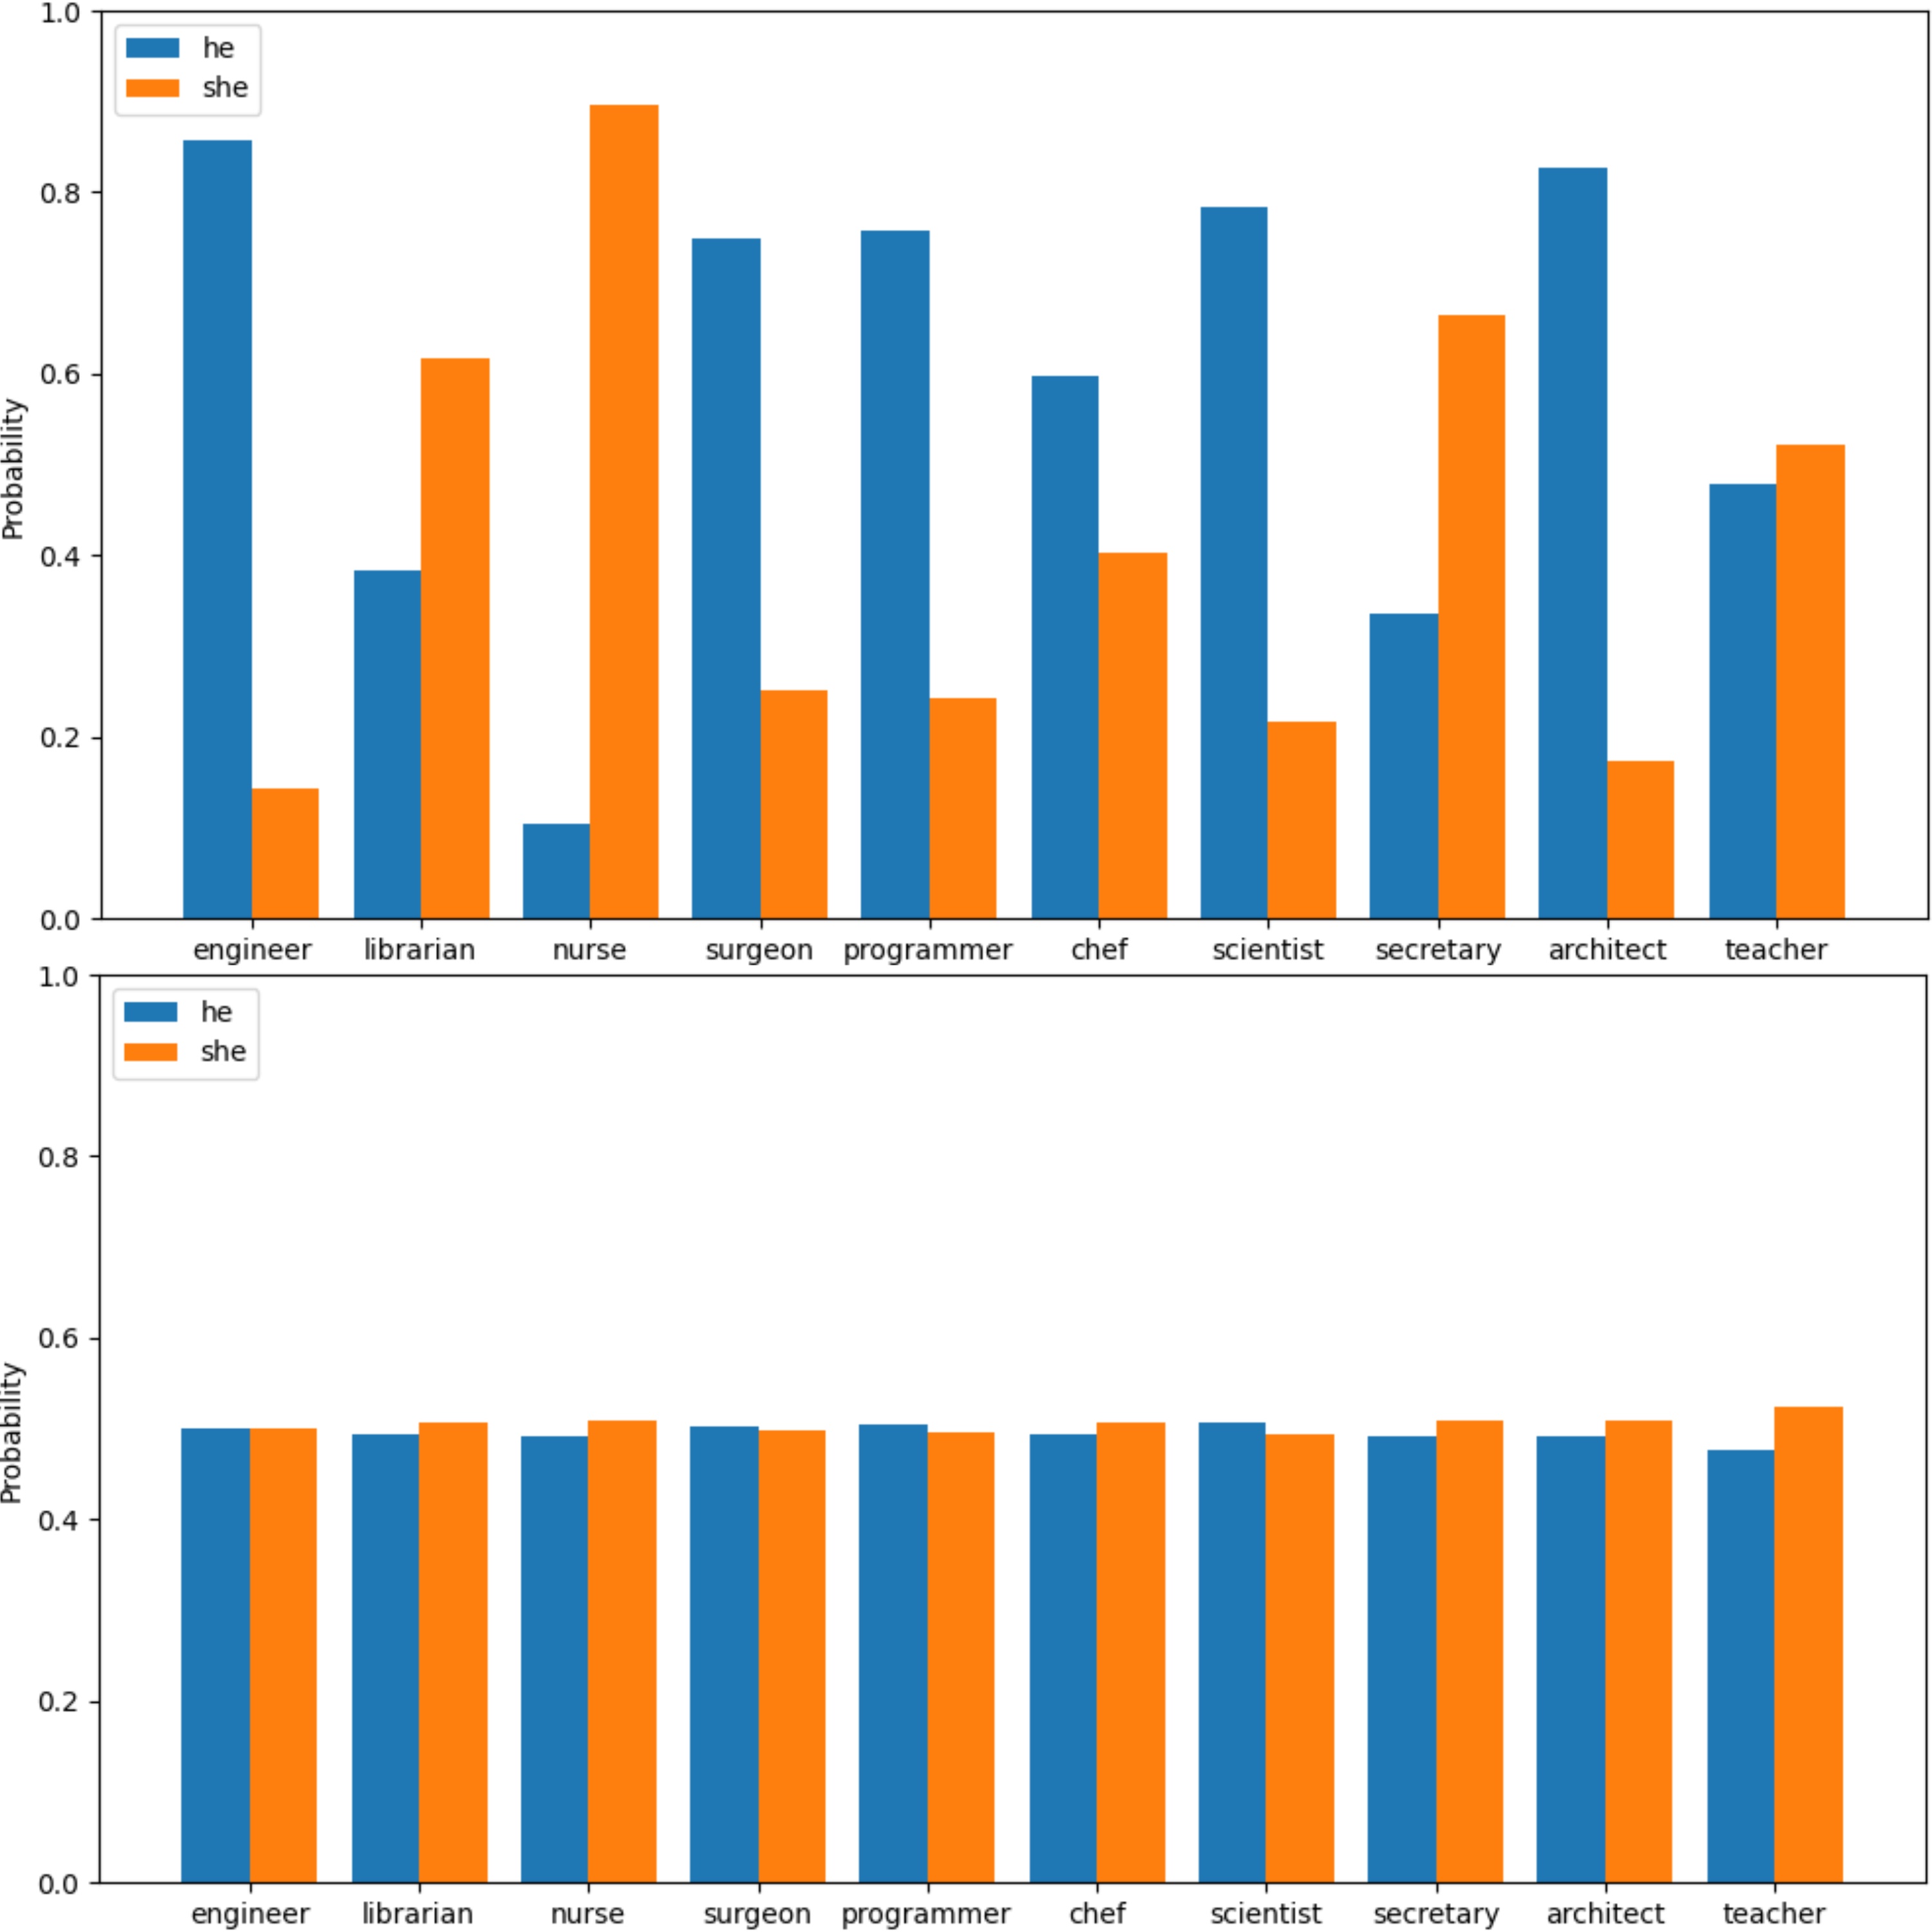 1.0
he
she
0.8
0.6
Probability
0.4
0.2
0.0
engineer librarian nurse surgeon programmer chef scientist secretary architect teacher
1.0
he
she
0.8
0.6
Probability
0.4
0.2
0.0
engineer librarian nurse surgeon programmer chef scientist secretary architect teacher